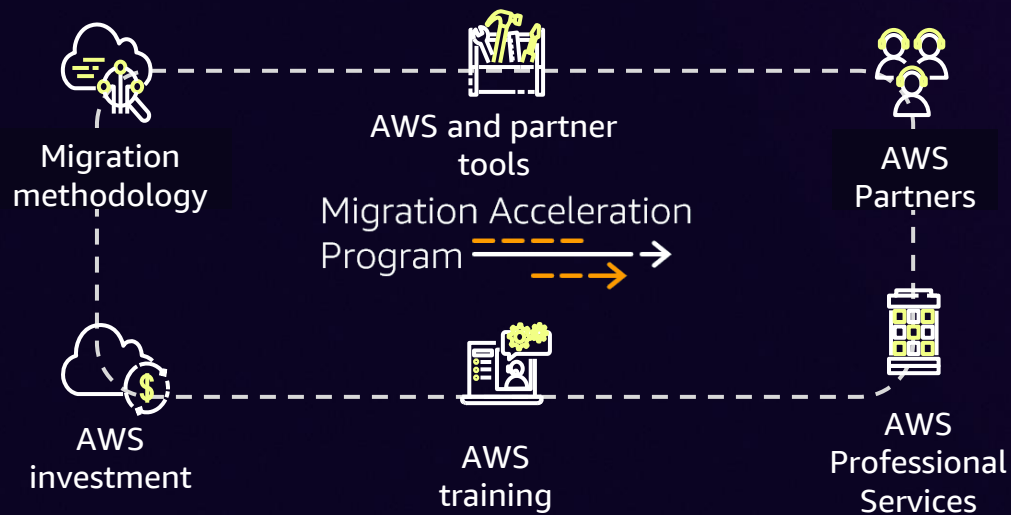 Migration
methodology
AWS and partner
tools
AWS
Partners
Migration Acceleration
Program
$
AWS
investment
AWS
training
AWS
Professional
Services